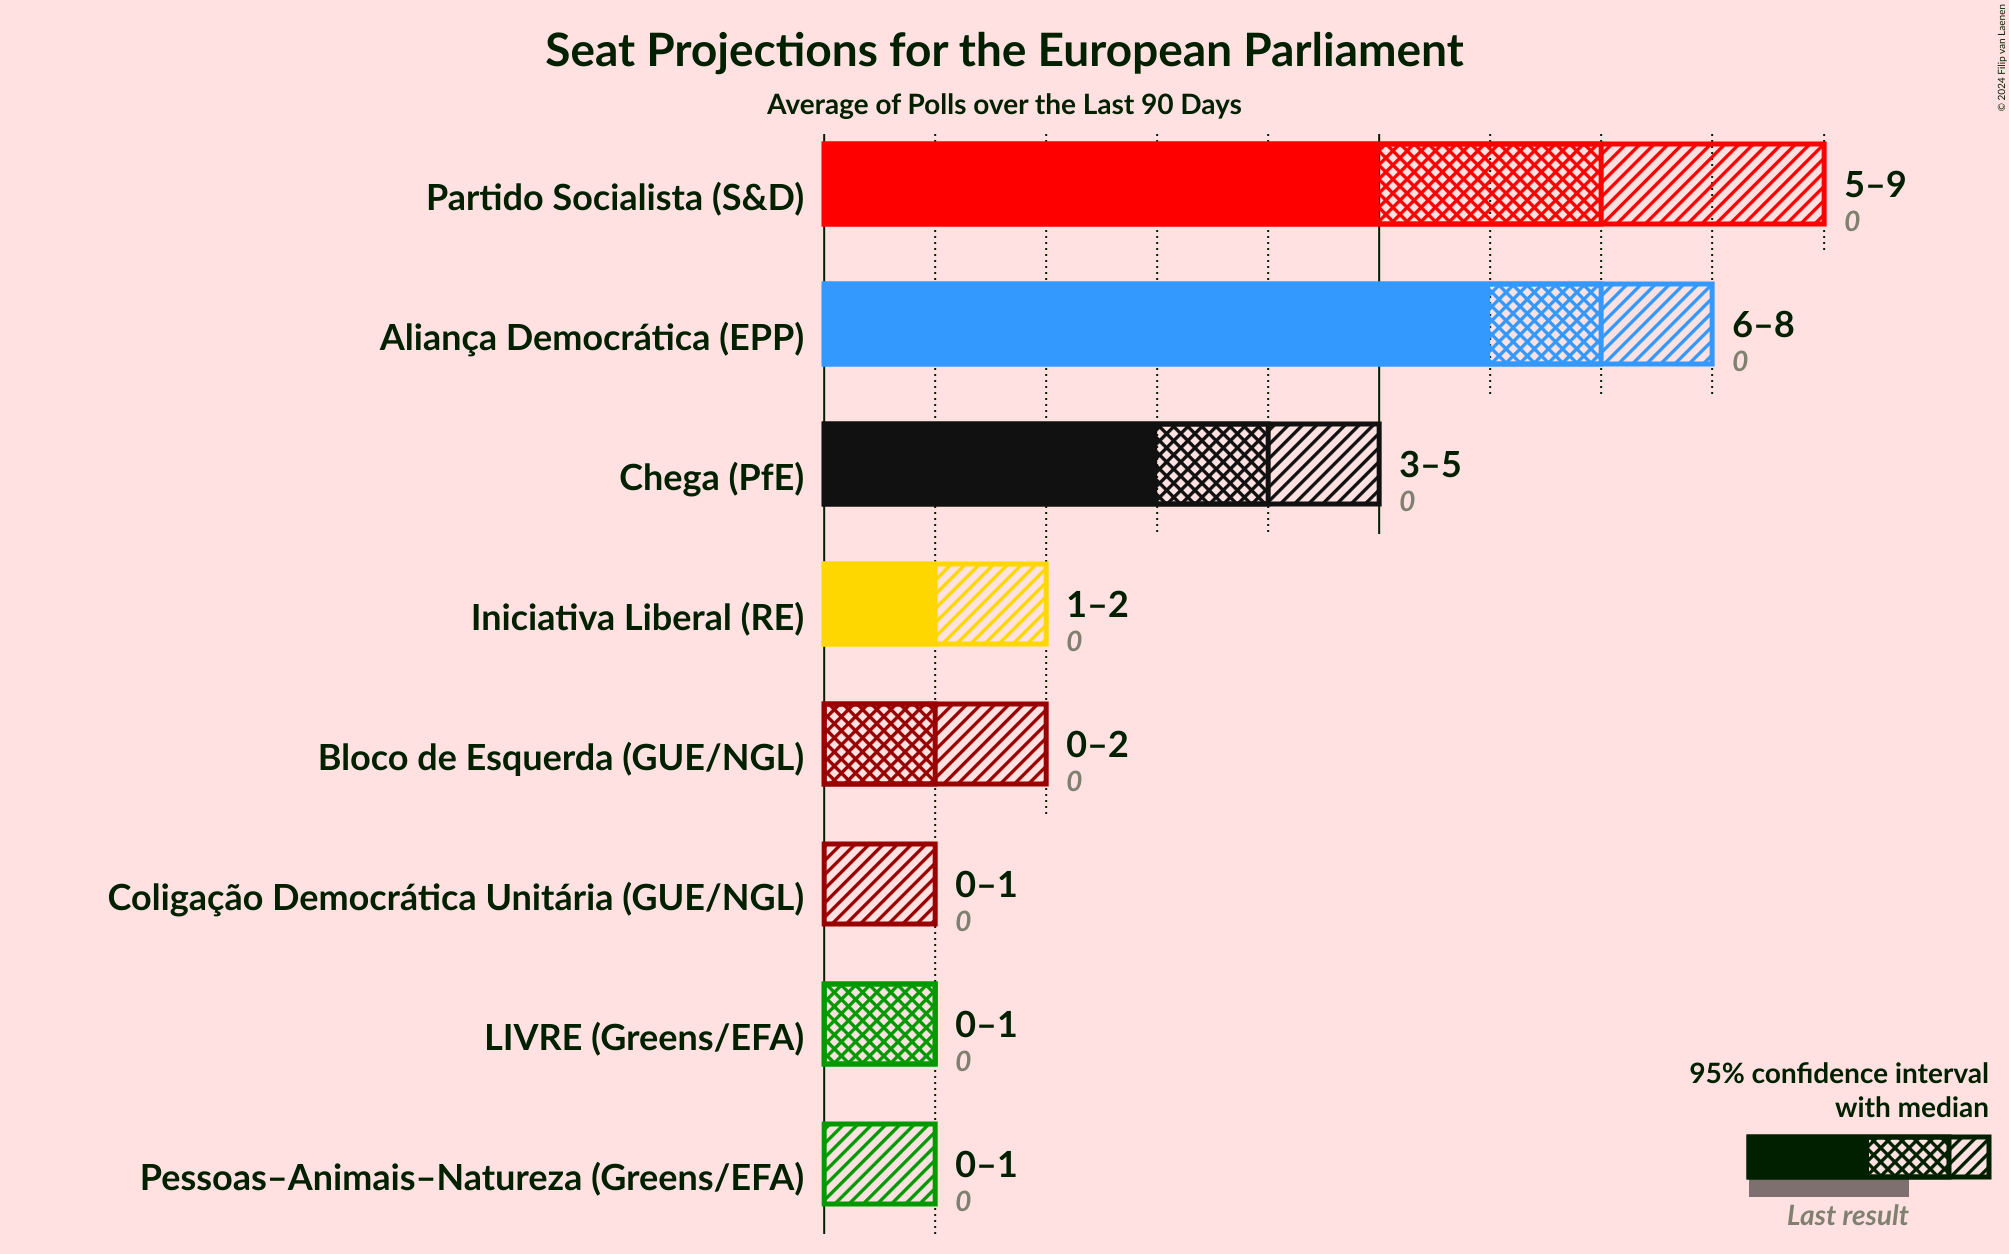 Seat Projections for the European Parliament
Average of Polls over the Last 90 Days
© 2024 Filip van Laenen
Partido Socialista (S&D)
5–9
0
Aliança Democrática (EPP)
6–8
0
Chega (PfE)
3–5
0
Iniciativa Liberal (RE)
1–2
0
Bloco de Esquerda (GUE/NGL)
0–2
0
Coligação Democrática Unitária (GUE/NGL)
0–1
0
LIVRE (Greens/EFA)
0–1
0
Pessoas–Animais–Natureza (Greens/EFA)
0–1
0
95% confidence interval
with median
Last result